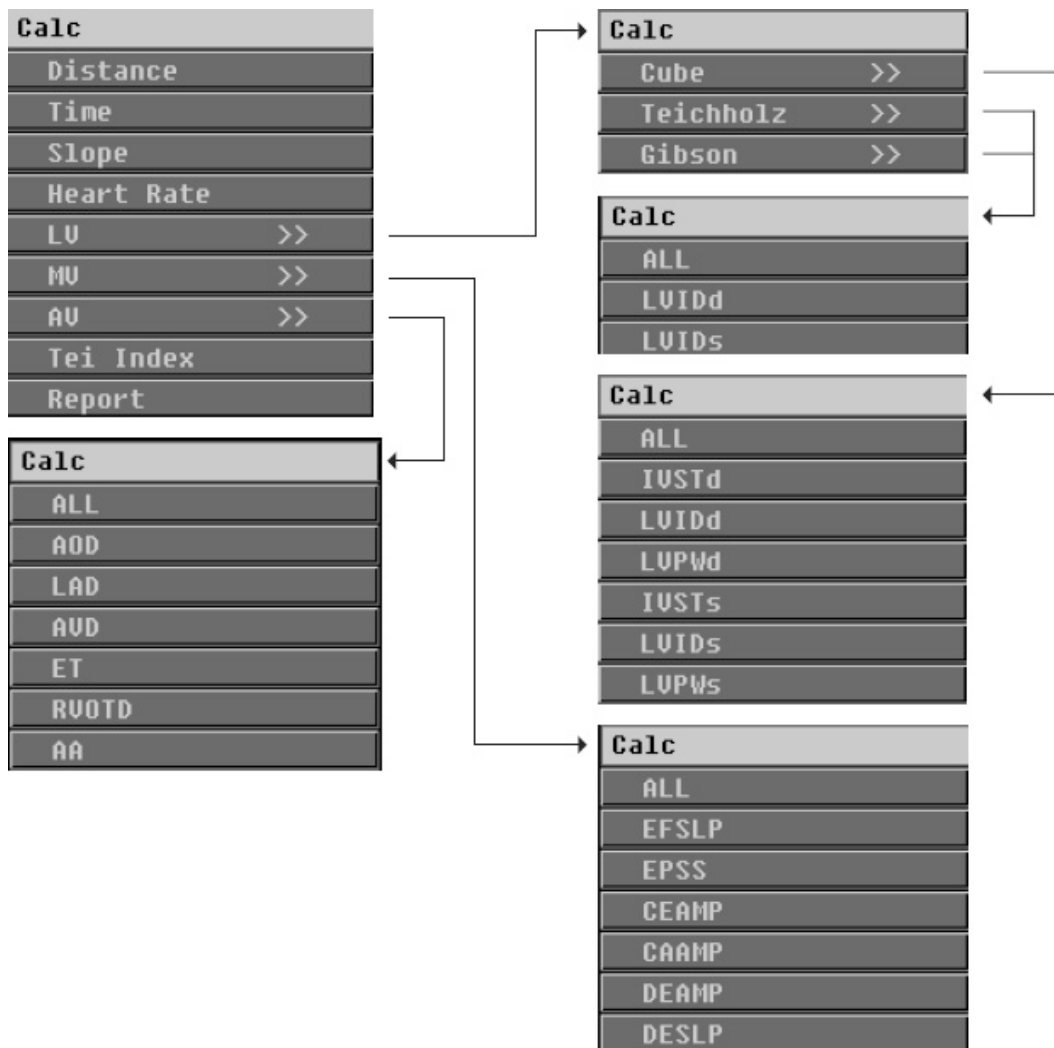 Calc
Distance
Time
Slope
Heart Rate
LV >>
MV >>
AV >>
Tei Index
Report
Calc
ALL
AOD
LAD
AVD
ET
RVOTD
AA
Calc
Cube >>
Teichholz >>
Gibson >>
Calc
ALL
LVIDd
LVIDs
Calc
ALL
IVSTd
LVIDd
LVPWd
IVSTs
LVIDs
LVPWs
Calc
ALL
EFSLP
EPSS
CEAMP
CAAMP
DEAMP
DESLP